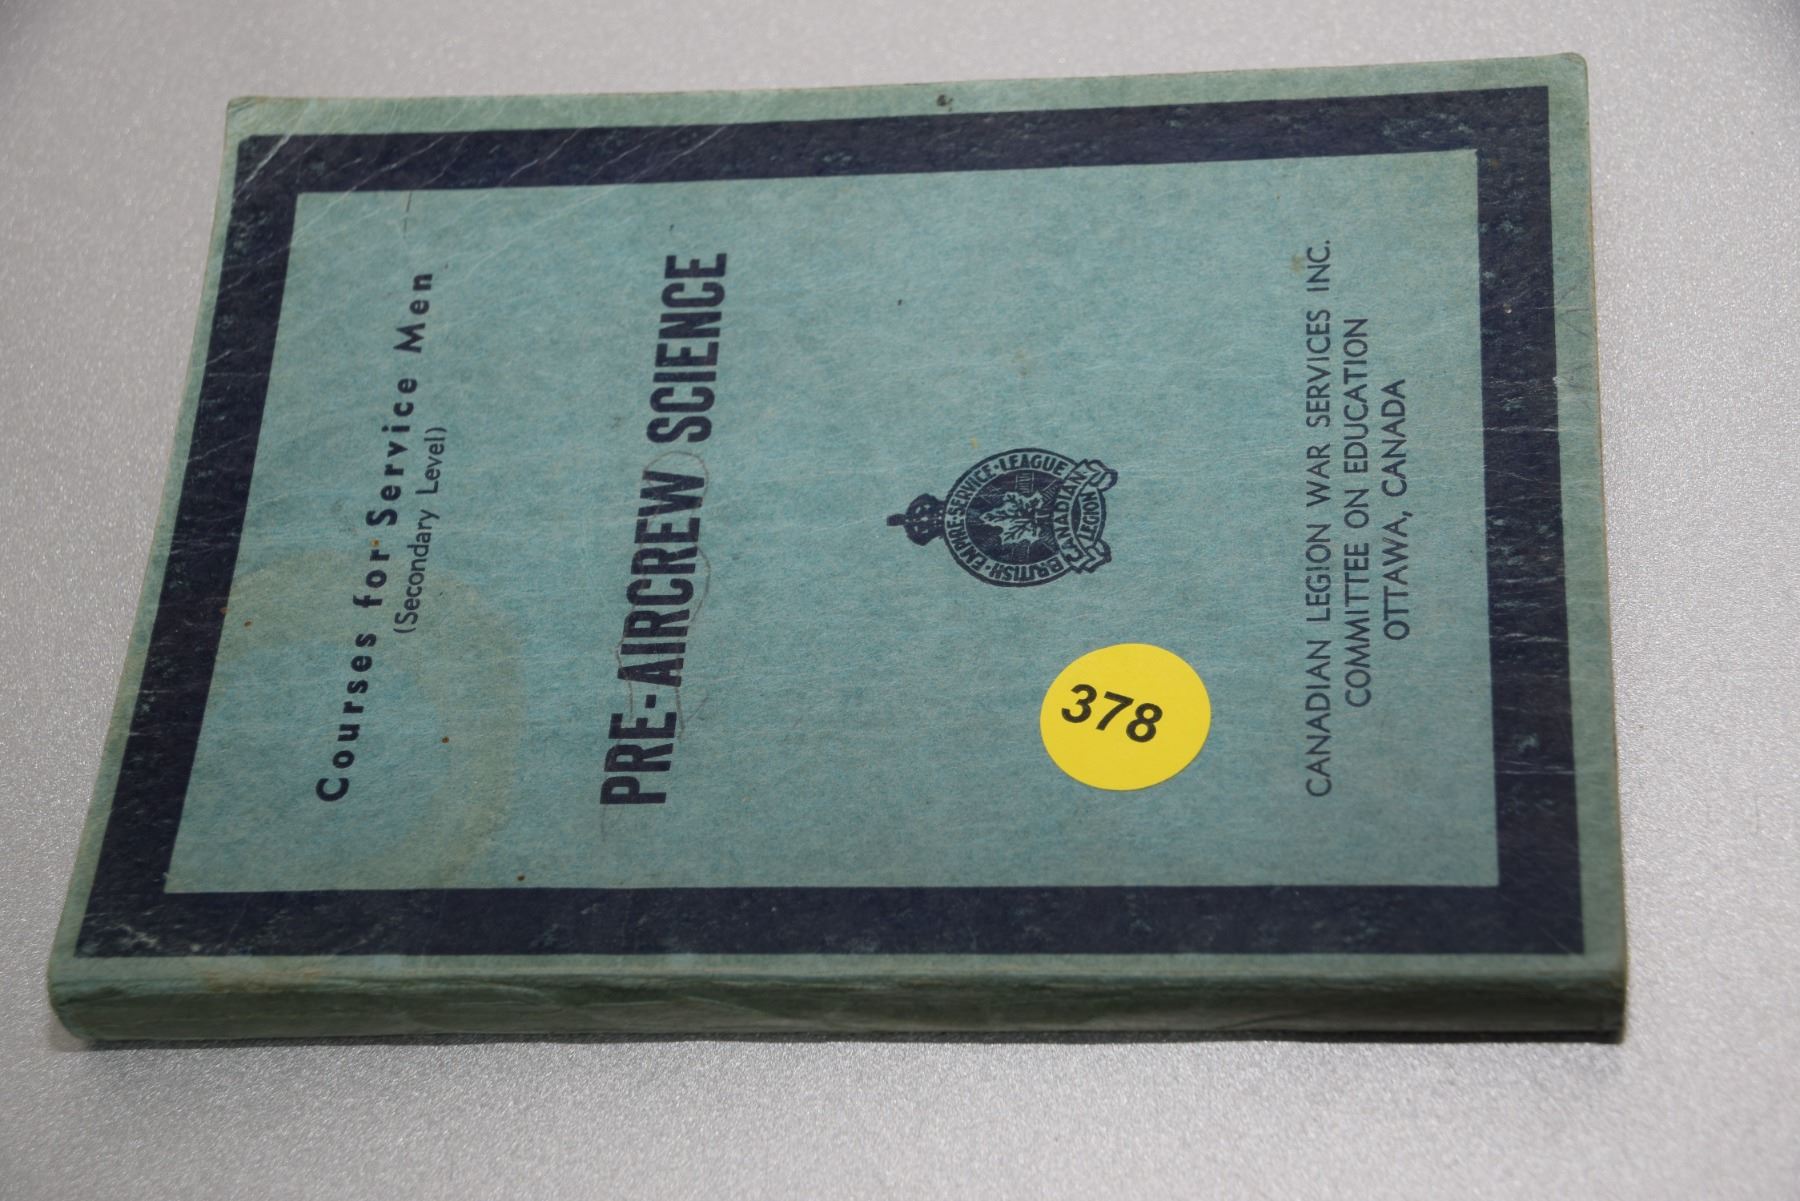 Courses for Service Men
(Secondary Level)
PRE-AIRCREW SCIENCE
BRITISH·EMPIRE·SERVICE·LEAGUE
CANADIAN
LEGION
378
CANADIAN LEGION WAR SERVICES INC.
COMMITTEE ON EDUCATION
OTTAWA, CANADA